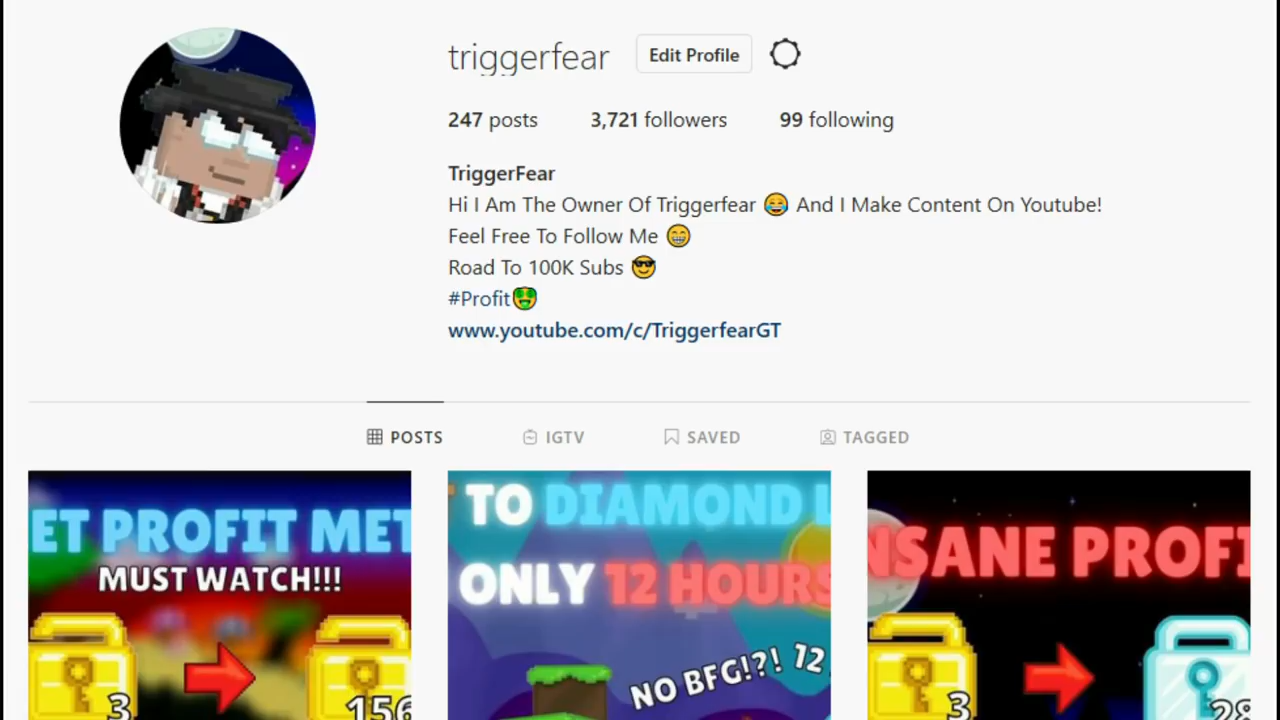 triggerfear Edit Profile
247 posts 3,721 followers 99 following
TriggerFear
Hi I Am The Owner Of Triggerfear 😂 And I Make Content On Youtube!
Feel Free To Follow Me 😁
Road To 100K Subs 😎
#Profit🤑
www.youtube.com/c/TriggerfearGT
POSTS IGTV SAVED TAGGED
ET PROFIT MET
MUST WATCH!!!
3
156
TO DIAMOND L
ONLY 12 HOURS
NO BFG!?! 12
NSANE PROFI
3
28